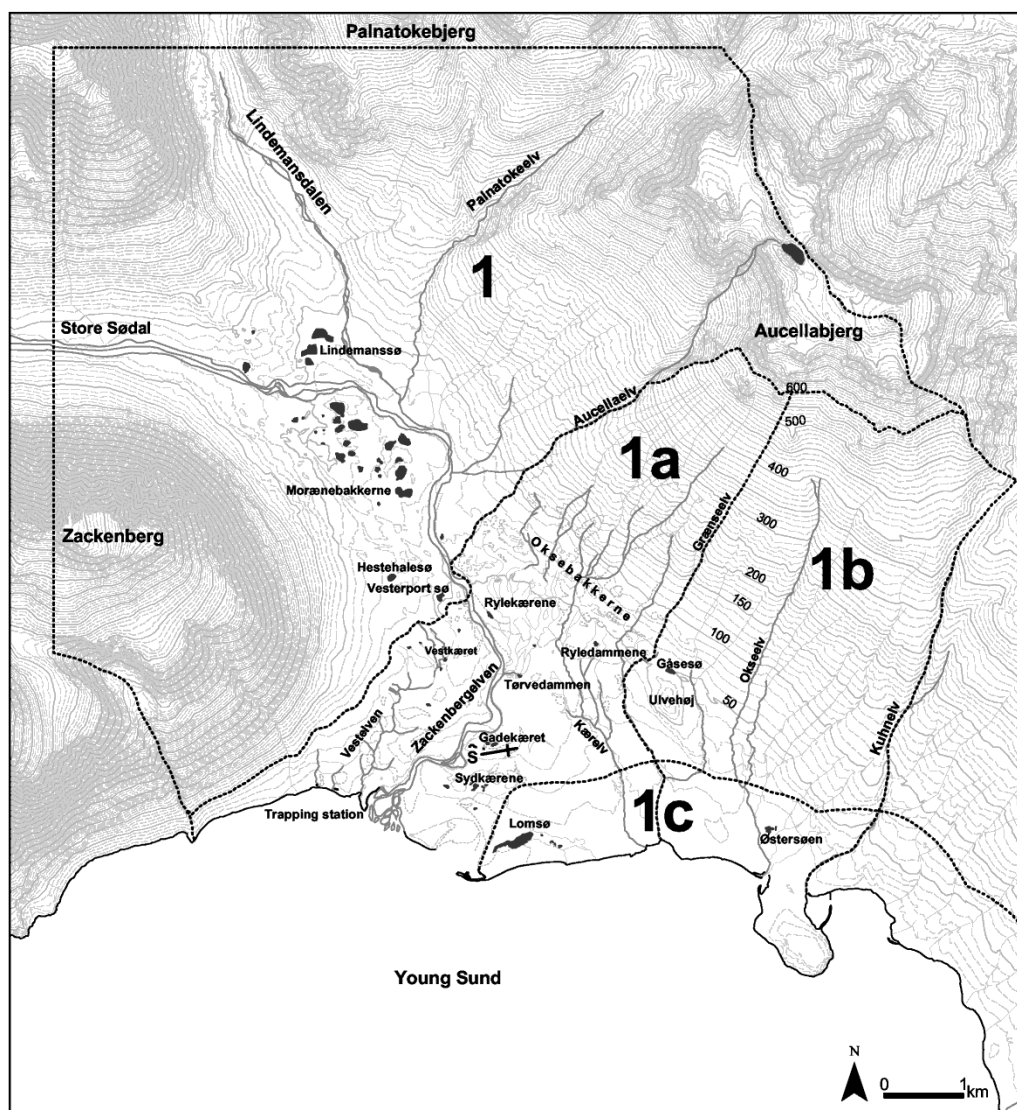 Palnatokebjerg
Lindemansdalen
Palnatokeelv
1
Store Sødal
Lindemanssø
Aucellabjerg
Aucellaelv
600
500
1a
400
Morænebakkerne
Grænseelv
Zackenberg
300
Oksebakkerne
1b
Hestehalesø
Vesterport sø
200
Rylekærene
150
100
Vestkæret
Ryledammene
Gåsesø
Okseelv
Tørvedammen
Ulvehøj
50
Kuhnelv
Vestelven
Zackenbergelven
Gadekæret
Kærelv
Sydkærene
Trapping station
1c
Lomsø
Østersøen
Young Sund
N
0 1 km